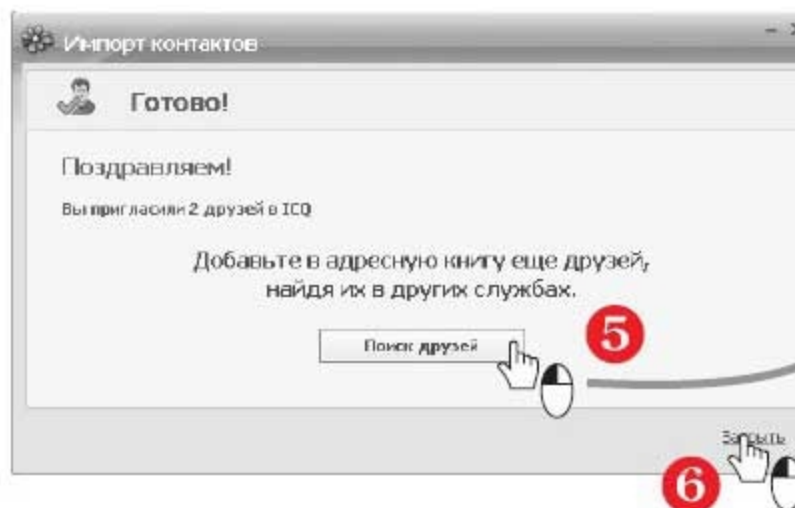 Импорт контактов
Готово!
Поздравляем!
Вы пригласили 2 друзей в ICQ
Добавьте в адресную книгу еще друзей,
найдя их в других службах.
Поиск друзей
5
Закрыть
6